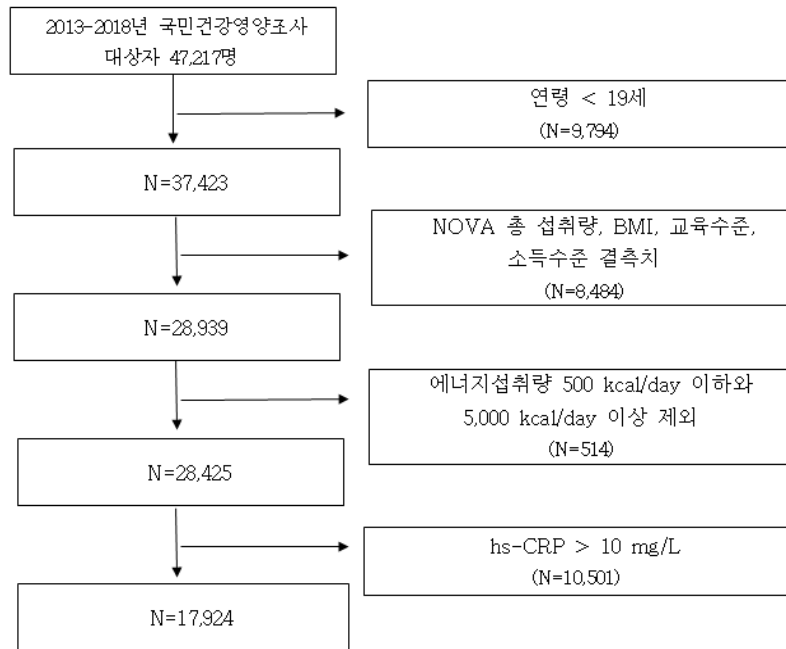 2013-2018년 국민건강영양조사
대상자 47,217명
연령 < 19세
(N=9,794)
N=37,423
NOVA 총 섭취량, BMI, 교육수준,
소득수준 결측치
(N=8,484)
N=28,939
에너지섭취량 500 kcal/day 이하와
5,000 kcal/day 이상 제외
(N=514)
N=28,425
hs-CRP > 10 mg/L
(N=10,501)
N=17,924